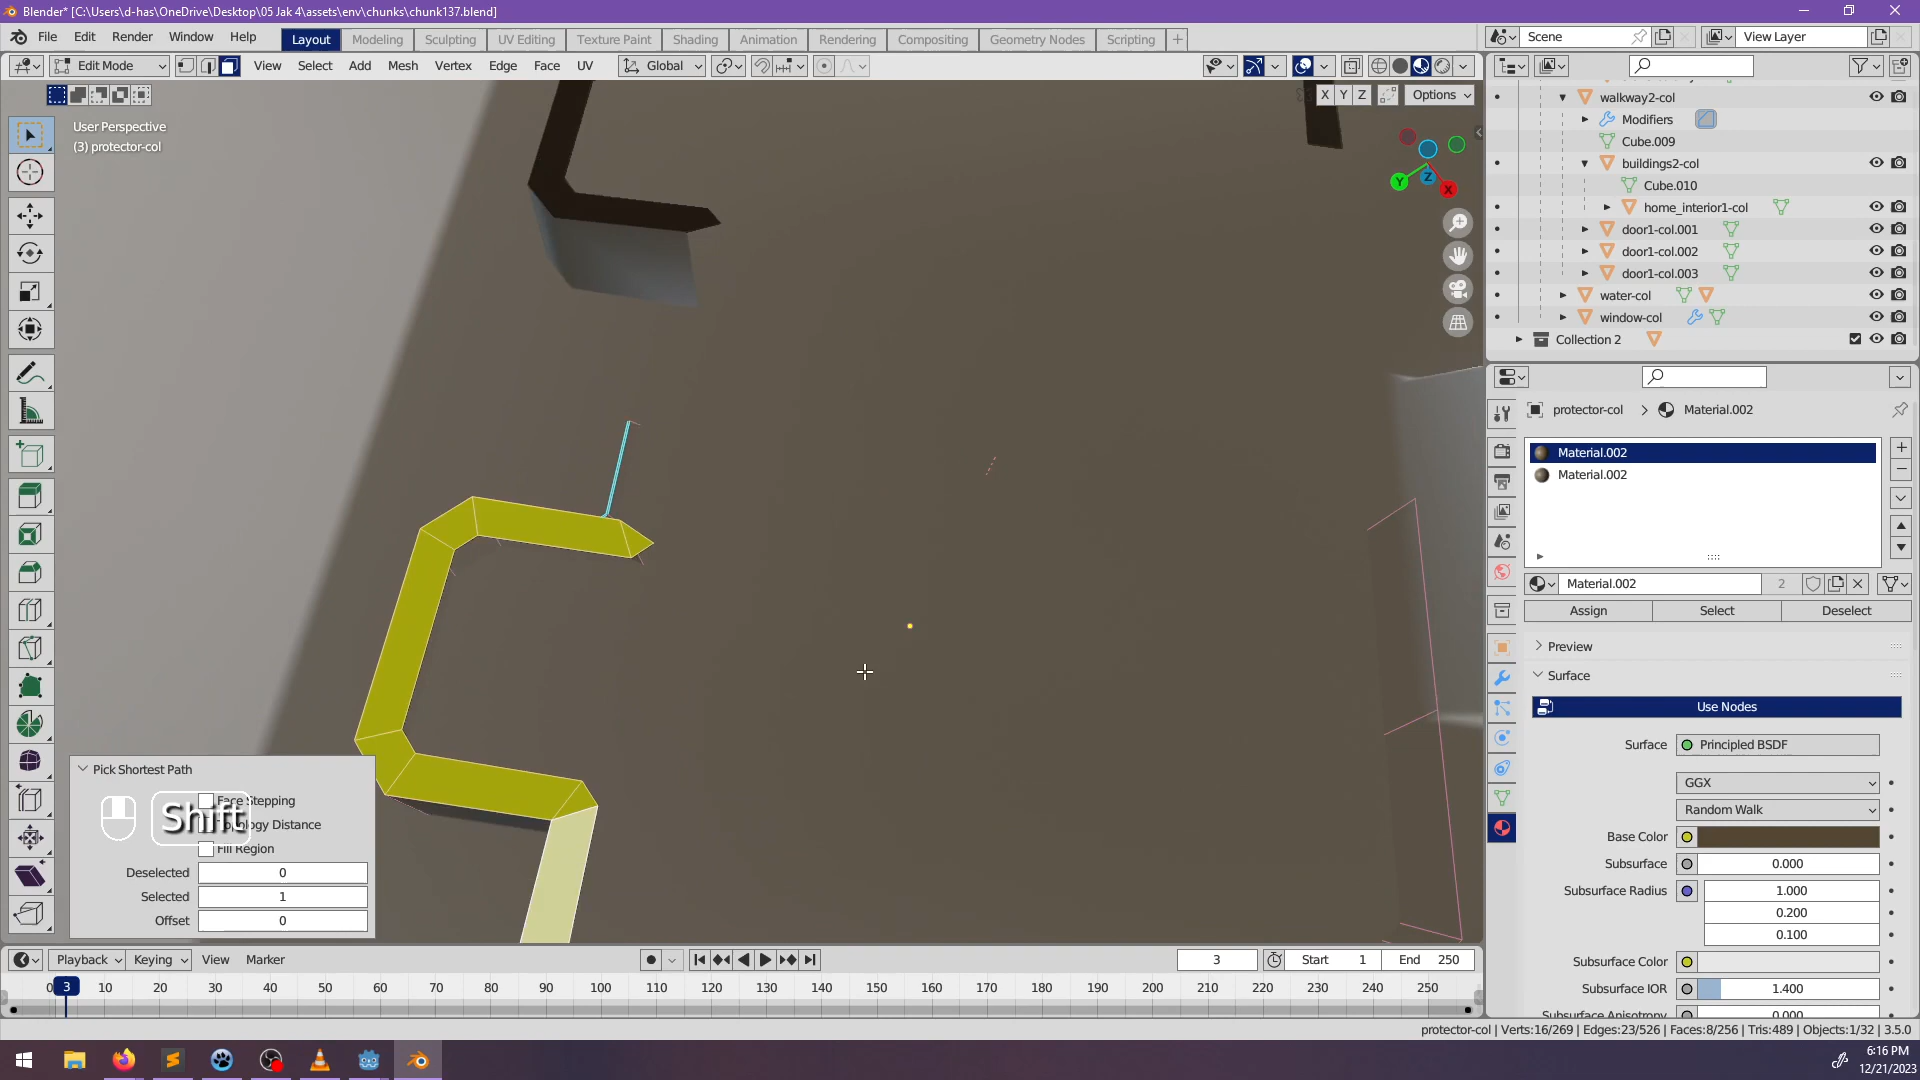 Blender* [C:\Users\d-has\OneDrive\Desktop\05 Jak 4\assets\env\chunks\chunk137.blend]
File Edit Render Window Help Layout Modeling Sculpting UV Editing Texture Paint Shading Animation Rendering Compositing Geometry Nodes Scripting + Scene View Layer
Edit Mode View Select Add Mesh Vertex Edge Face UV Global
X Y Z Options
User Perspective
(3) protector-col
Y Z X
walkway2-col
Modifiers
Cube.009
buildings2-col
Cube.010
home_interior1-col
door1-col.001
door1-col.002
door1-col.003
water-col
window-col
Collection 2
protector-col > Material.002
Material.002
Material.002
Material.002 2
Assign Select Deselect
Preview
Surface
Use Nodes
Surface Principled BSDF
GGX
Random Walk
Base Color
Subsurface 0.000
Subsurface Radius 1.000
0.200
0.100
Subsurface Color
Subsurface IOR 1.400
Subsurface Anisotropy 0.000
Pick Shortest Path
Face Stepping
Topology Distance
Fill Region
Shift
Deselected 0
Selected 1
Offset 0
Playback Keying View Marker 3 Start 1 End 250
0 3 10 20 30 40 50 60 70 80 90 100 110 120 130 140 150 160 170 180 190 200 210 220 230 240 250
protector-col | Verts:16/269 | Edges:23/526 | Faces:8/256 | Tris:489 | Objects:1/32 | 3.5.0
6:16 PM
12/21/2023